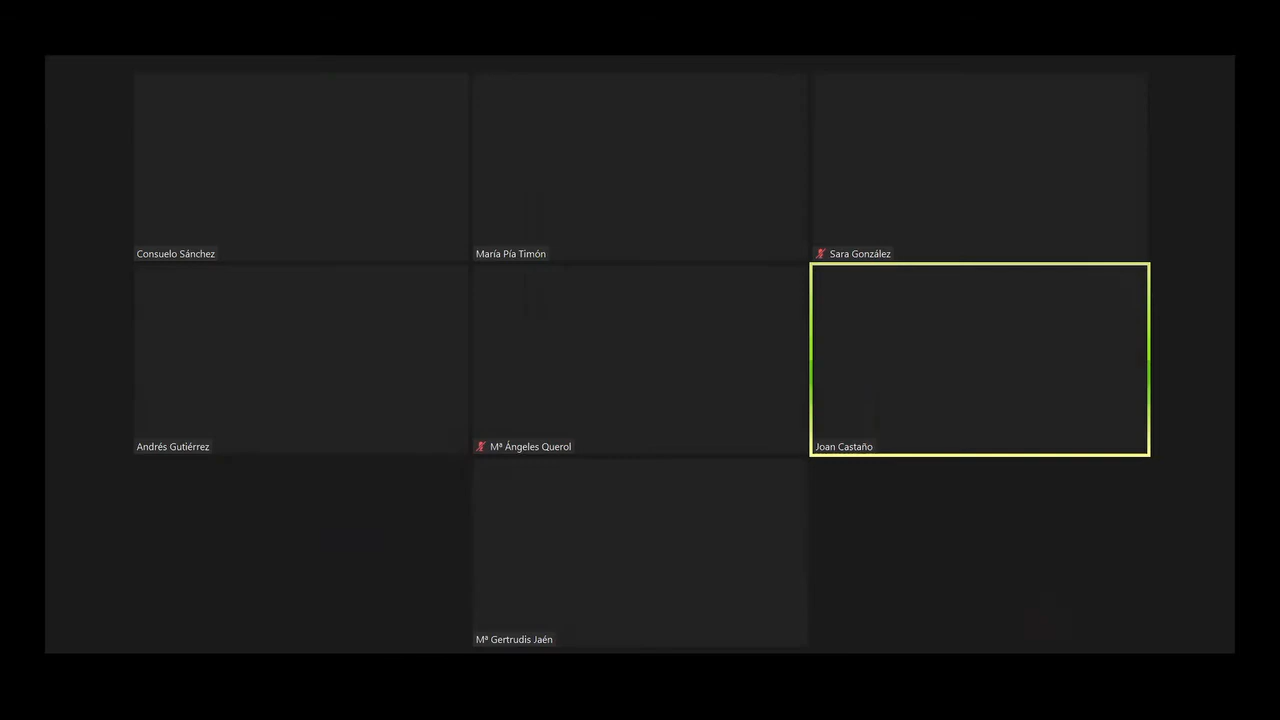 Consuelo Sánchez
María Pía Timón
Sara González
Andrés Gutiérrez
Mª Ángeles Querol
Joan Castaño
Mª Gertrudis Jaén